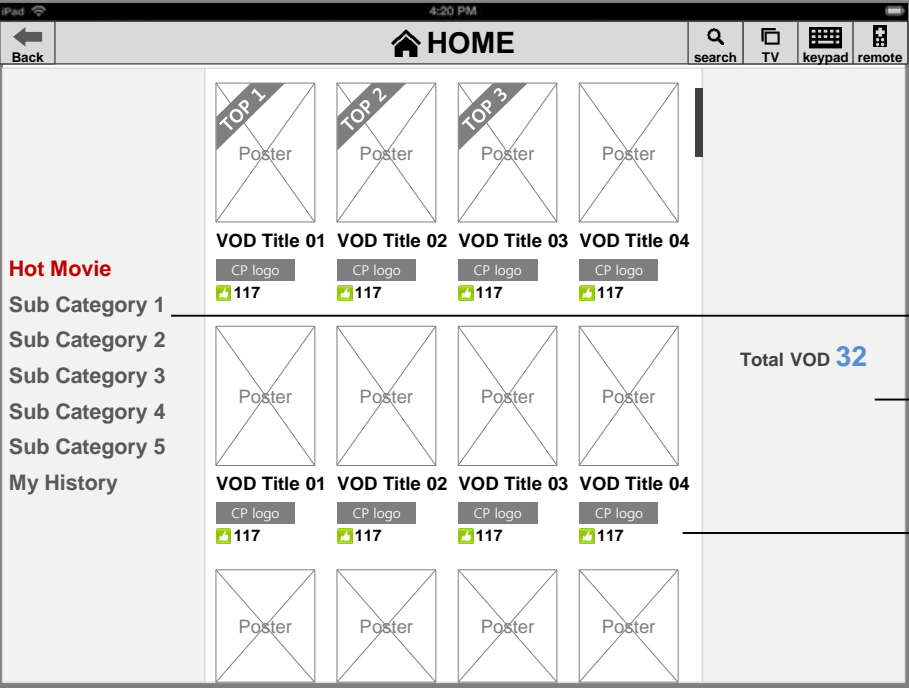 iPad 4:20 PM
Back HOME search TV keypad remote
TOP 1 TOP 2 TOP 3
Poster Poster Poster Poster
VOD Title 01 VOD Title 02 VOD Title 03 VOD Title 04
CP logo CP logo CP logo CP logo
117 117 117 117
Hot Movie
Sub Category 1
Sub Category 2
Sub Category 3
Sub Category 4
Sub Category 5
My History
Poster Poster Poster Poster
VOD Title 01 VOD Title 02 VOD Title 03 VOD Title 04
CP logo CP logo CP logo CP logo
117 117 117 117
Poster Poster Poster Poster
Total VOD 32